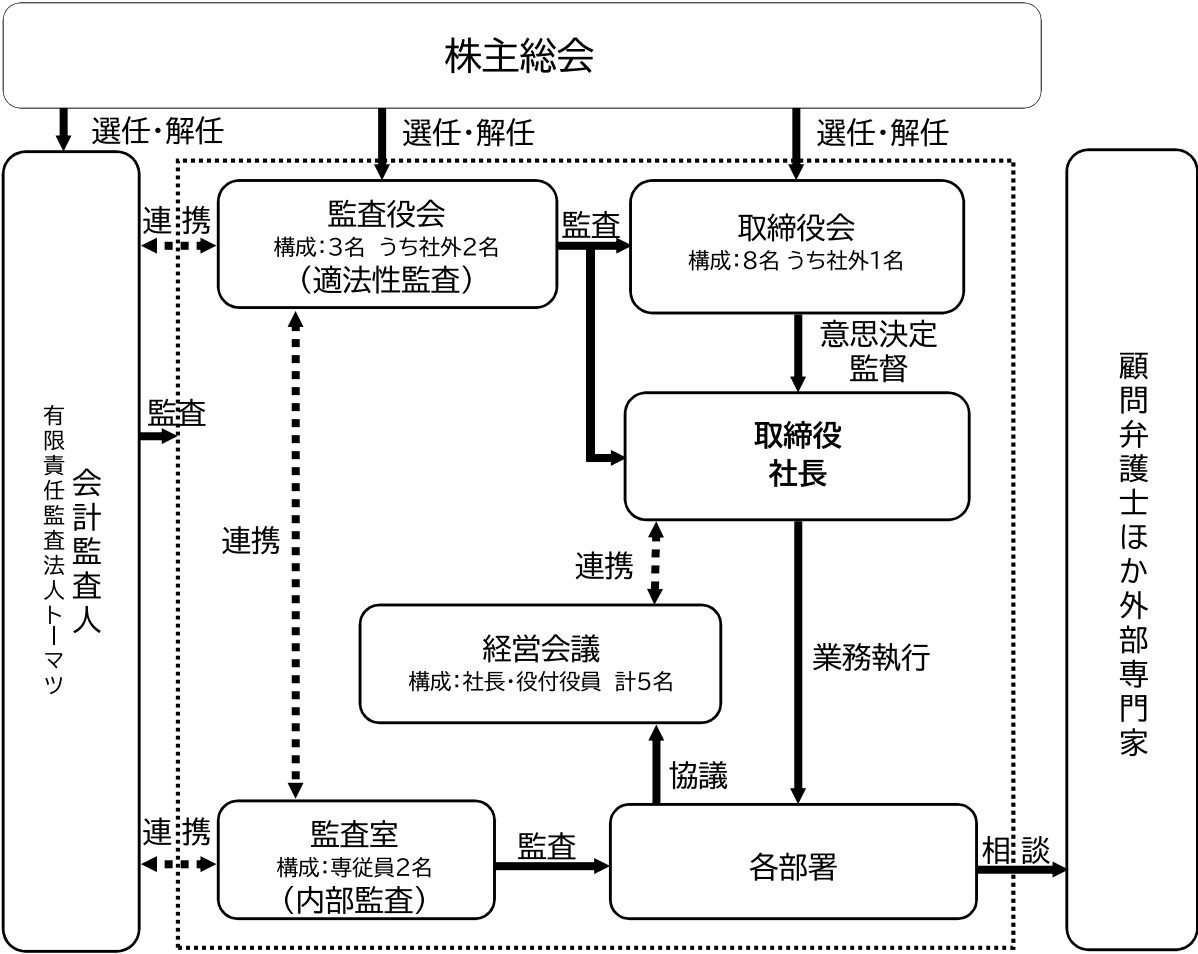 株主総会
選任・解任
選任・解任
選任・解任
連 携
監査役会
構成：3名 うち社外2名
（適法性監査）
監査
取締役会
構成：8名 うち社外1名
意思決定
監督
監査
会計監査人
有限責任監査法人トーマツ
取締役
社長
顧問弁護士ほか外部専門家
連携
連携
経営会議
構成：社長・役付役員 計5名
業務執行
協議
連 携
監査室
構成：専従員2名
（内部監査）
監査
各部署
相 談